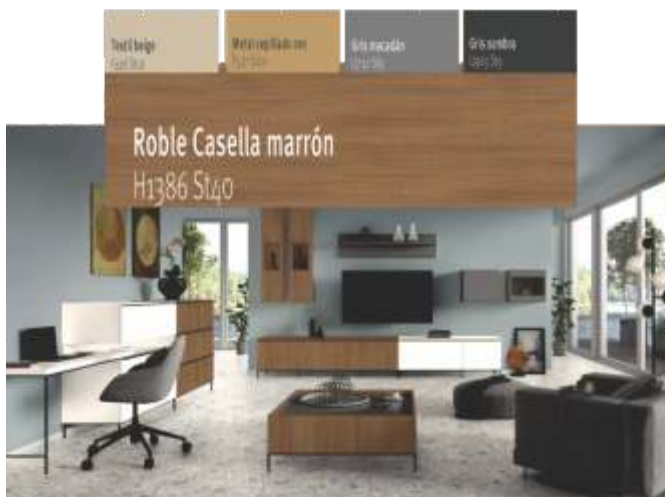 Textil beige
Metal cepillado oro
Gris macadán
Gris sombra
Roble Casella marrón
H1386 St40